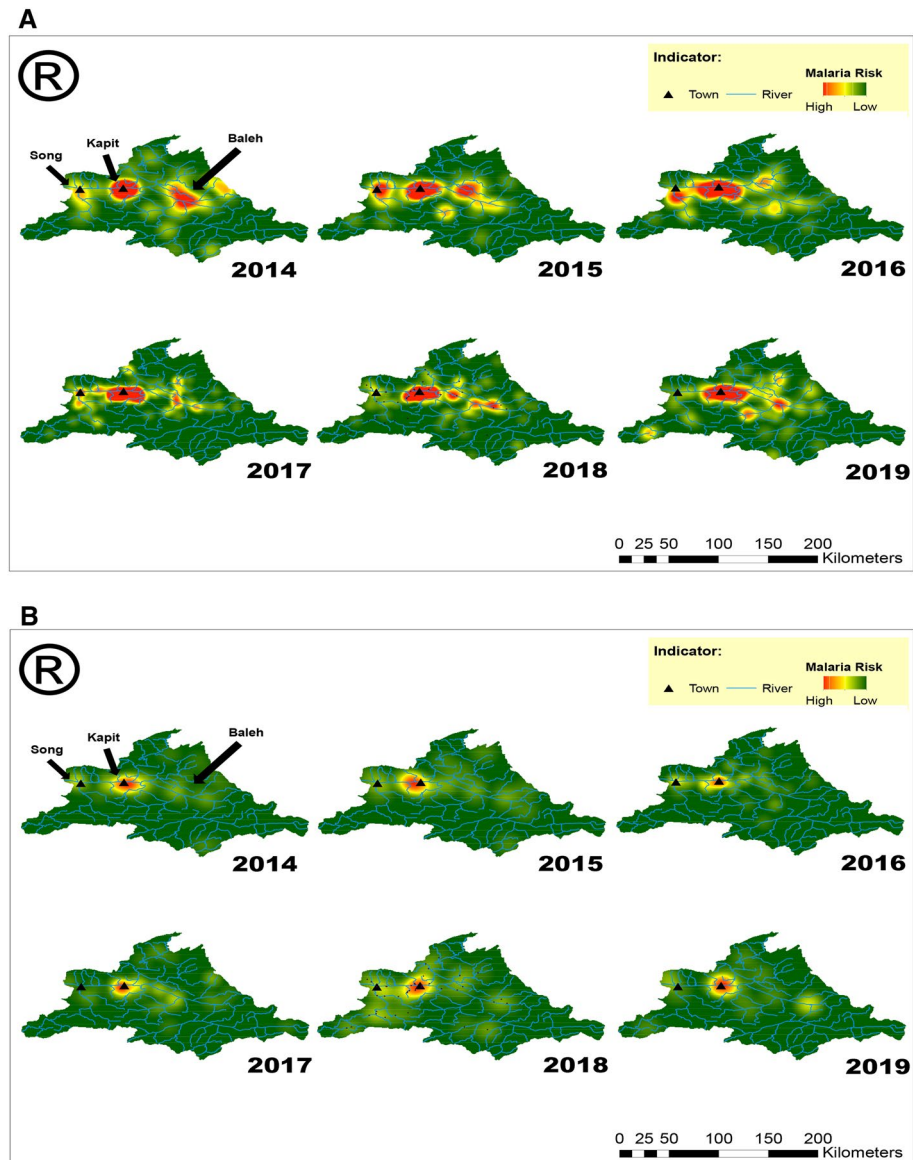 A
R
Indicator:
Malaria Risk
Town River
High Low
Song Kapit Baleh
2014 2015 2016
2017 2018 2019
0 25 50 100 150 200
Kilometers
B
R
Indicator:
Malaria Risk
Town River
High Low
Song Kapit Baleh
2014 2015 2016
2017 2018 2019
0 25 50 100 150 200
Kilometers